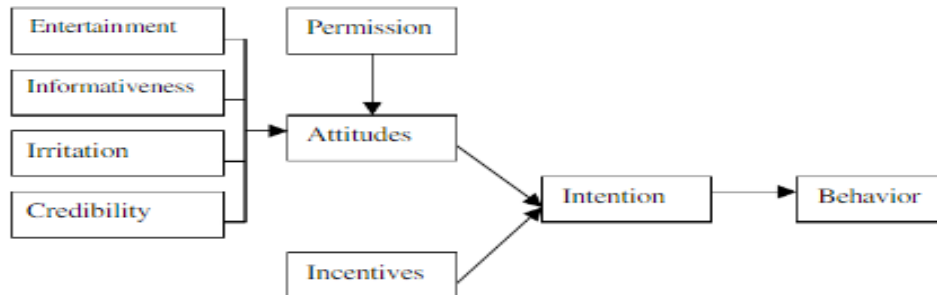 Entertainment
Permission
Informativeness
Attitudes
Irritation
Intention
Behavior
Credibility
Incentives